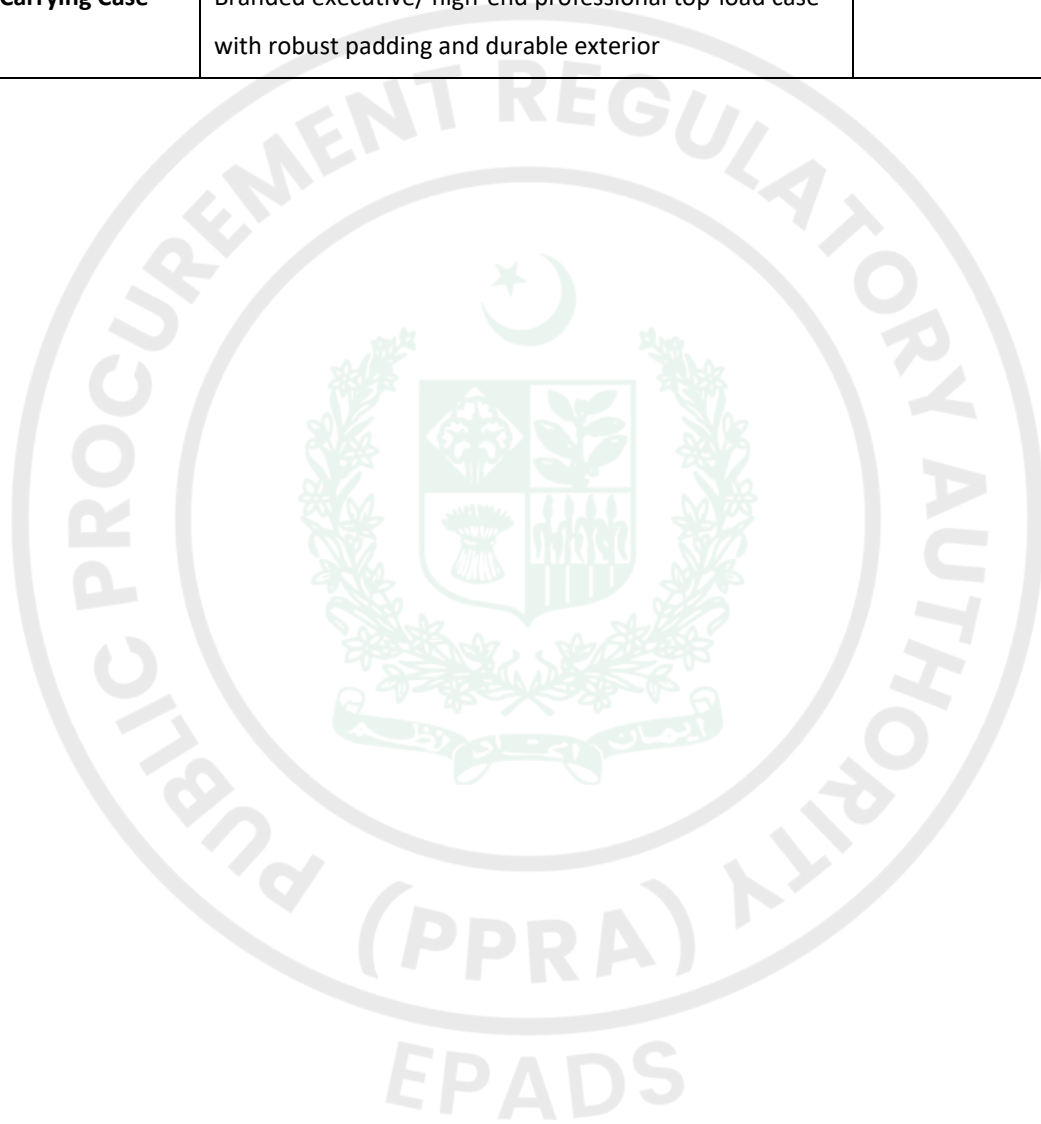 Carrying Case
Branded executive/ high-end professional top-load case
with robust padding and durable exterior
PUBLIC PROCUREMENT REGULATORY AUTHORITY
(PPRA)
EPADS